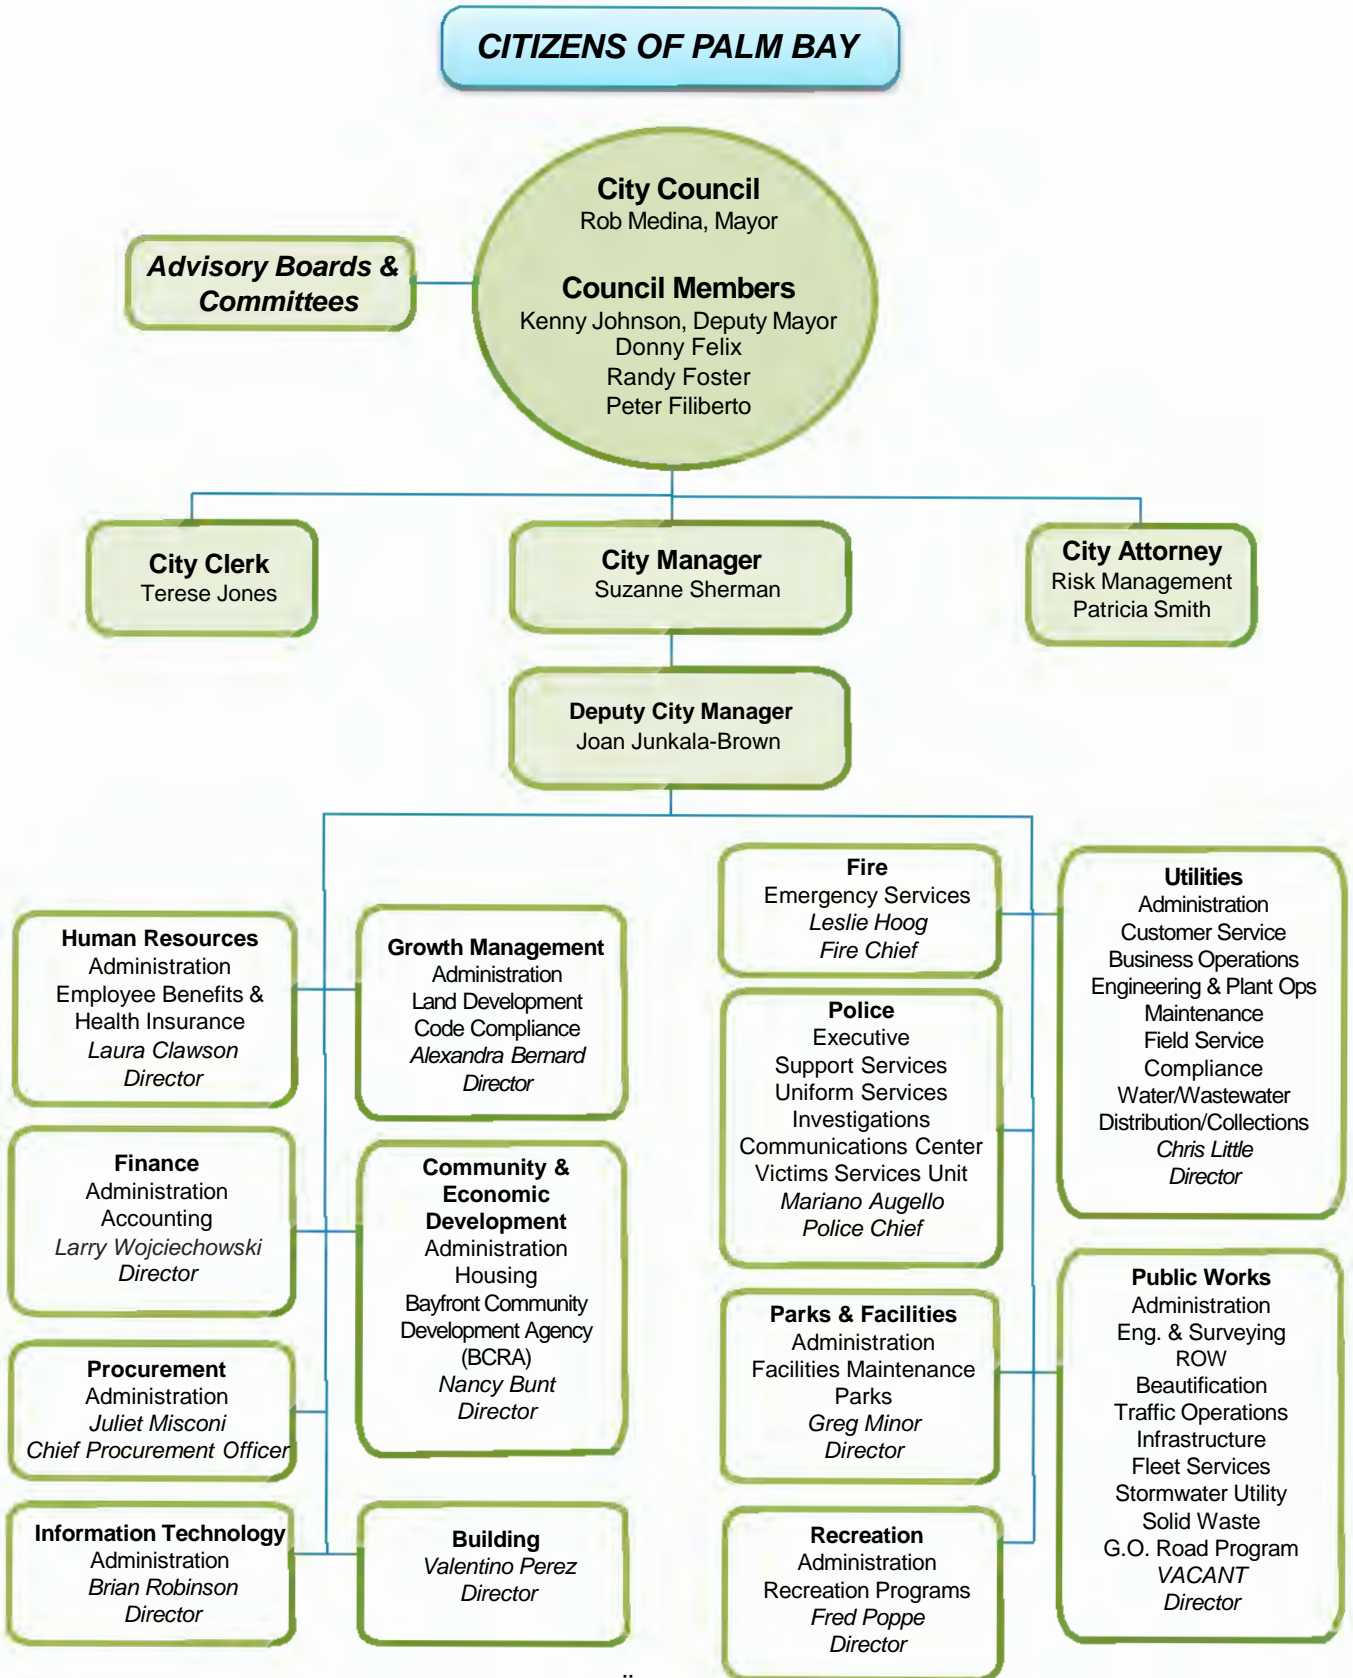 CITIZENS OF PALM BAY
City Council
Rob Medina, Mayor
Council Members
Kenny Johnson, Deputy Mayor
Donny Felix
Randy Foster
Peter Filiberto
Advisory Boards &
Committees
City Clerk
Terese Jones
City Manager
Suzanne Sherman
City Attorney
Risk Management
Patricia Smith
Deputy City Manager
Joan Junkala-Brown
Human Resources
Administration
Employee Benefits &
Health Insurance
Laura Clawson
Director
Growth Management
Administration
Land Development
Code Compliance
Alexandra Bernard
Director
Finance
Administration
Accounting
Larry Wojciechowski
Director
Community &
Economic
Development
Administration
Housing
Bayfront Community
Development Agency
(BCRA)
Nancy Bunt
Director
Procurement
Administration
Juliet Misconi
Chief Procurement Officer
Information Technology
Administration
Brian Robinson
Director
Building
Valentino Perez
Director
Fire
Emergency Services
Leslie Hoog
Fire Chief
Utilities
Administration
Customer Service
Business Operations
Engineering & Plant Ops
Maintenance
Field Service
Compliance
Water/Wastewater
Distribution/Collections
Chris Little
Director
Police
Executive
Support Services
Uniform Services
Investigations
Communications Center
Victims Services Unit
Mariano Augello
Police Chief
Parks & Facilities
Administration
Facilities Maintenance
Parks
Greg Minor
Director
Public Works
Administration
Eng. & Surveying
ROW
Beautification
Traffic Operations
Infrastructure
Fleet Services
Stormwater Utility
Solid Waste
G.O. Road Program
VACANT
Director
Recreation
Administration
Recreation Programs
Fred Poppe
Director